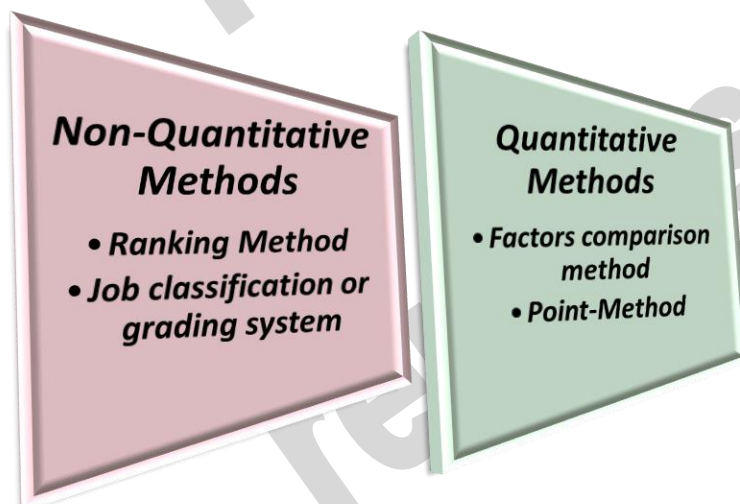 Non-Quantitative
Methods
• Ranking Method
• Job classification or
grading system
Quantitative
Methods
• Factors comparison
method
• Point-Method